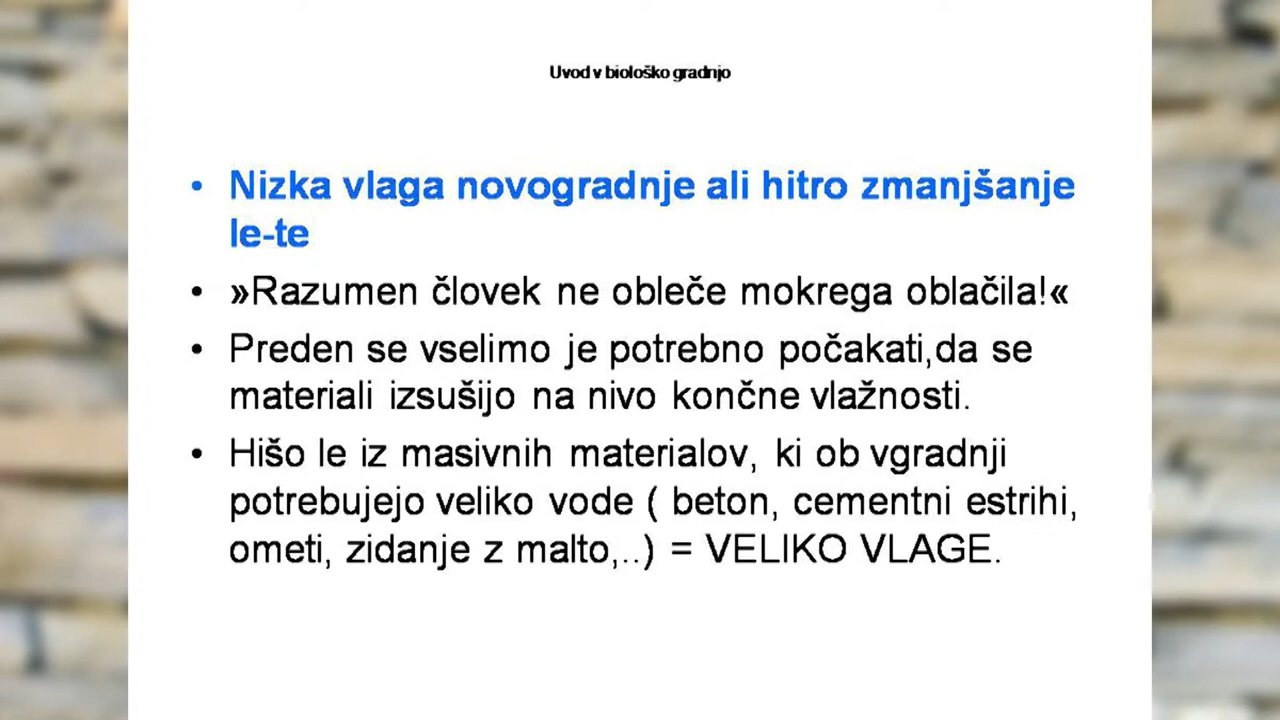 Uvod v biološko gradnjo
• Nizka vlaga novogradnje ali hitro zmanjšanje
le-te
• »Razumen človek ne obleče mokrega oblačila!«
• Preden se vselimo je potrebno počakati,da se
materiali izsušijo na nivo končne vlažnosti.
• Hišo le iz masivnih materialov, ki ob vgradnji
potrebujejo veliko vode ( beton, cementni estrihi,
ometi, zidanje z malto,..) = VELIKO VLAGE.